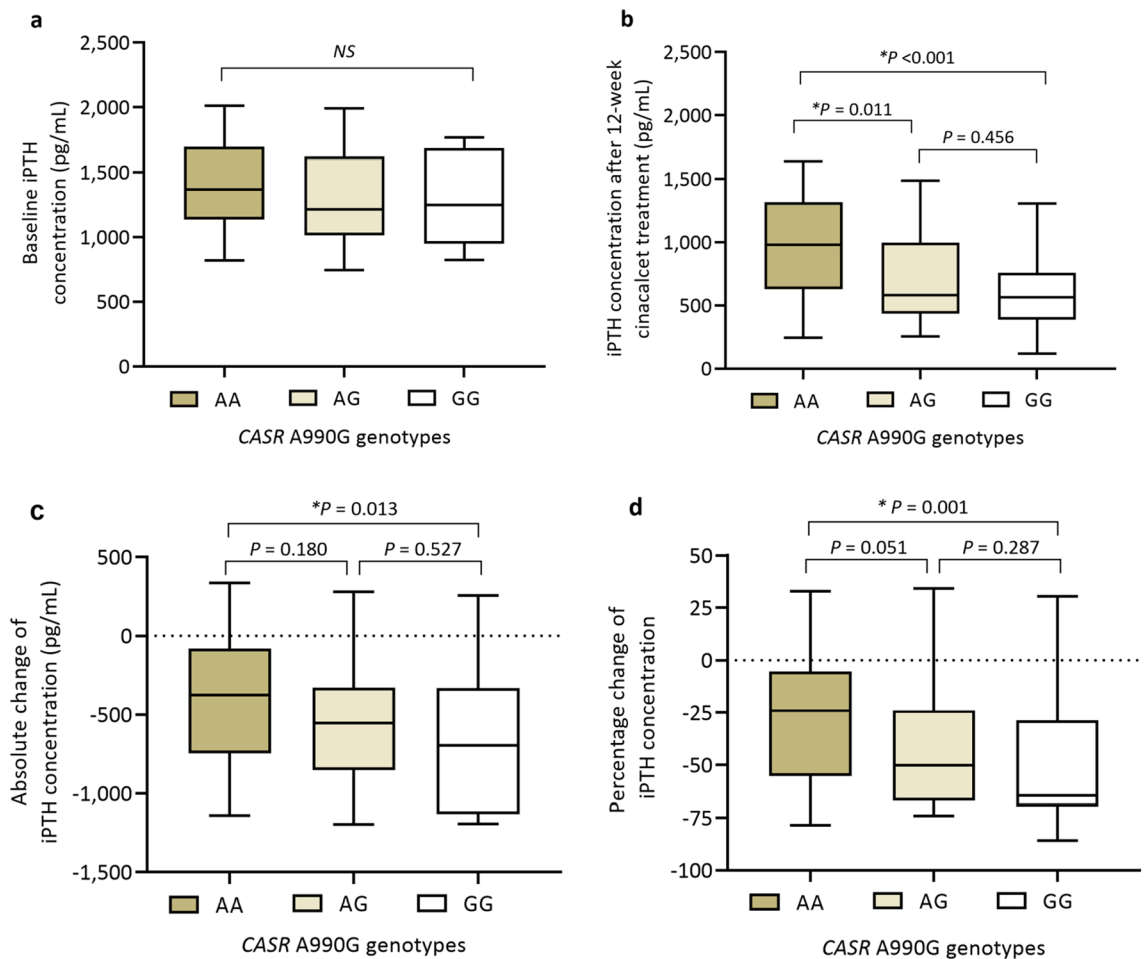 a
NS
2,500
2,000
1,500
1,000
500
0
Baseline iPTH
concentration (pg/mL)
AA AG GG
CASR A990G genotypes
b
*P <0.001
*P = 0.011
P = 0.456
2,500
2,000
1,500
1,000
500
0
iPTH concentration after 12-week
cinacalcet treatment (pg/mL)
AA AG GG
CASR A990G genotypes
c
*P = 0.013
P = 0.180 P = 0.527
500
0
-500
-1,000
-1,500
Absolute change of
iPTH concentration (pg/mL)
AA AG GG
CASR A990G genotypes
d
* P = 0.001
P = 0.051 P = 0.287
50
25
0
-25
-50
-75
-100
Percentage change of
iPTH concentration
AA AG GG
CASR A990G genotypes